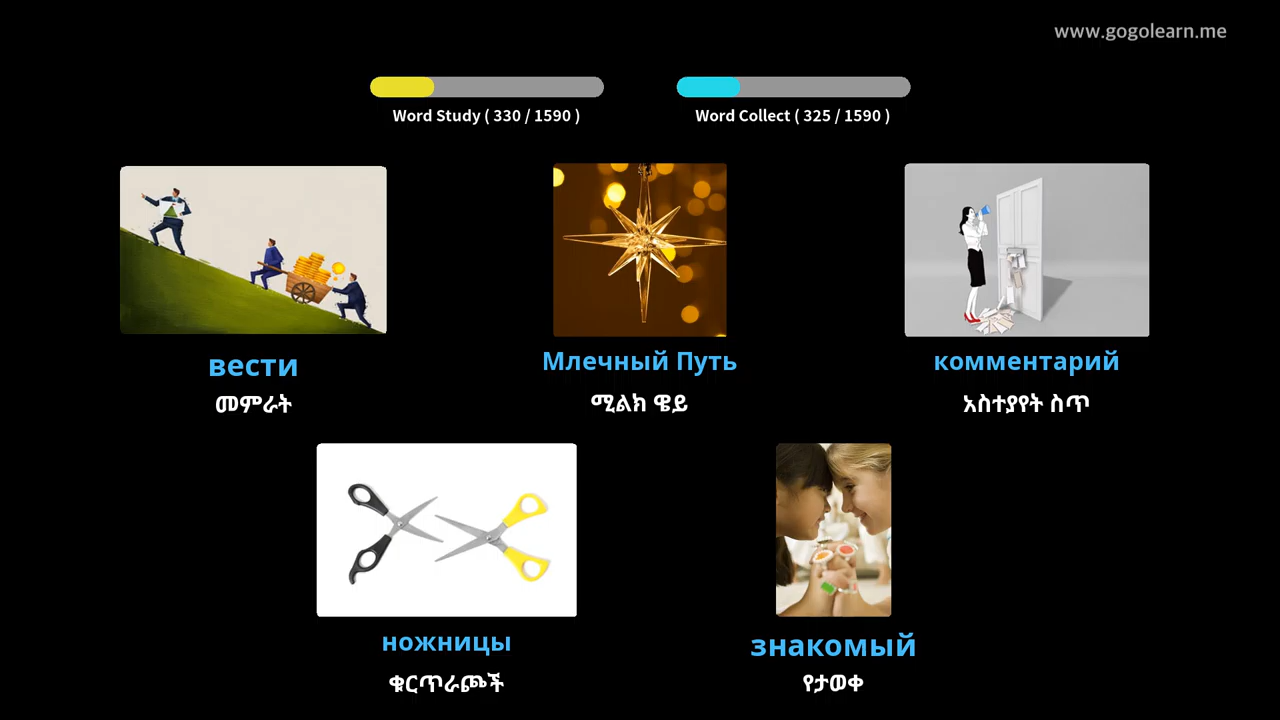 www.gogolearn.me
Word Study ( 330 / 1590 )
Word Collect ( 325 / 1590 )
вести
መምራት
Млечный Путь
ሚልክ ዌይ
комментарий
አስተያየት ስጥ
ножницы
ቁርጥራጮች
знакомый
የታወቀ